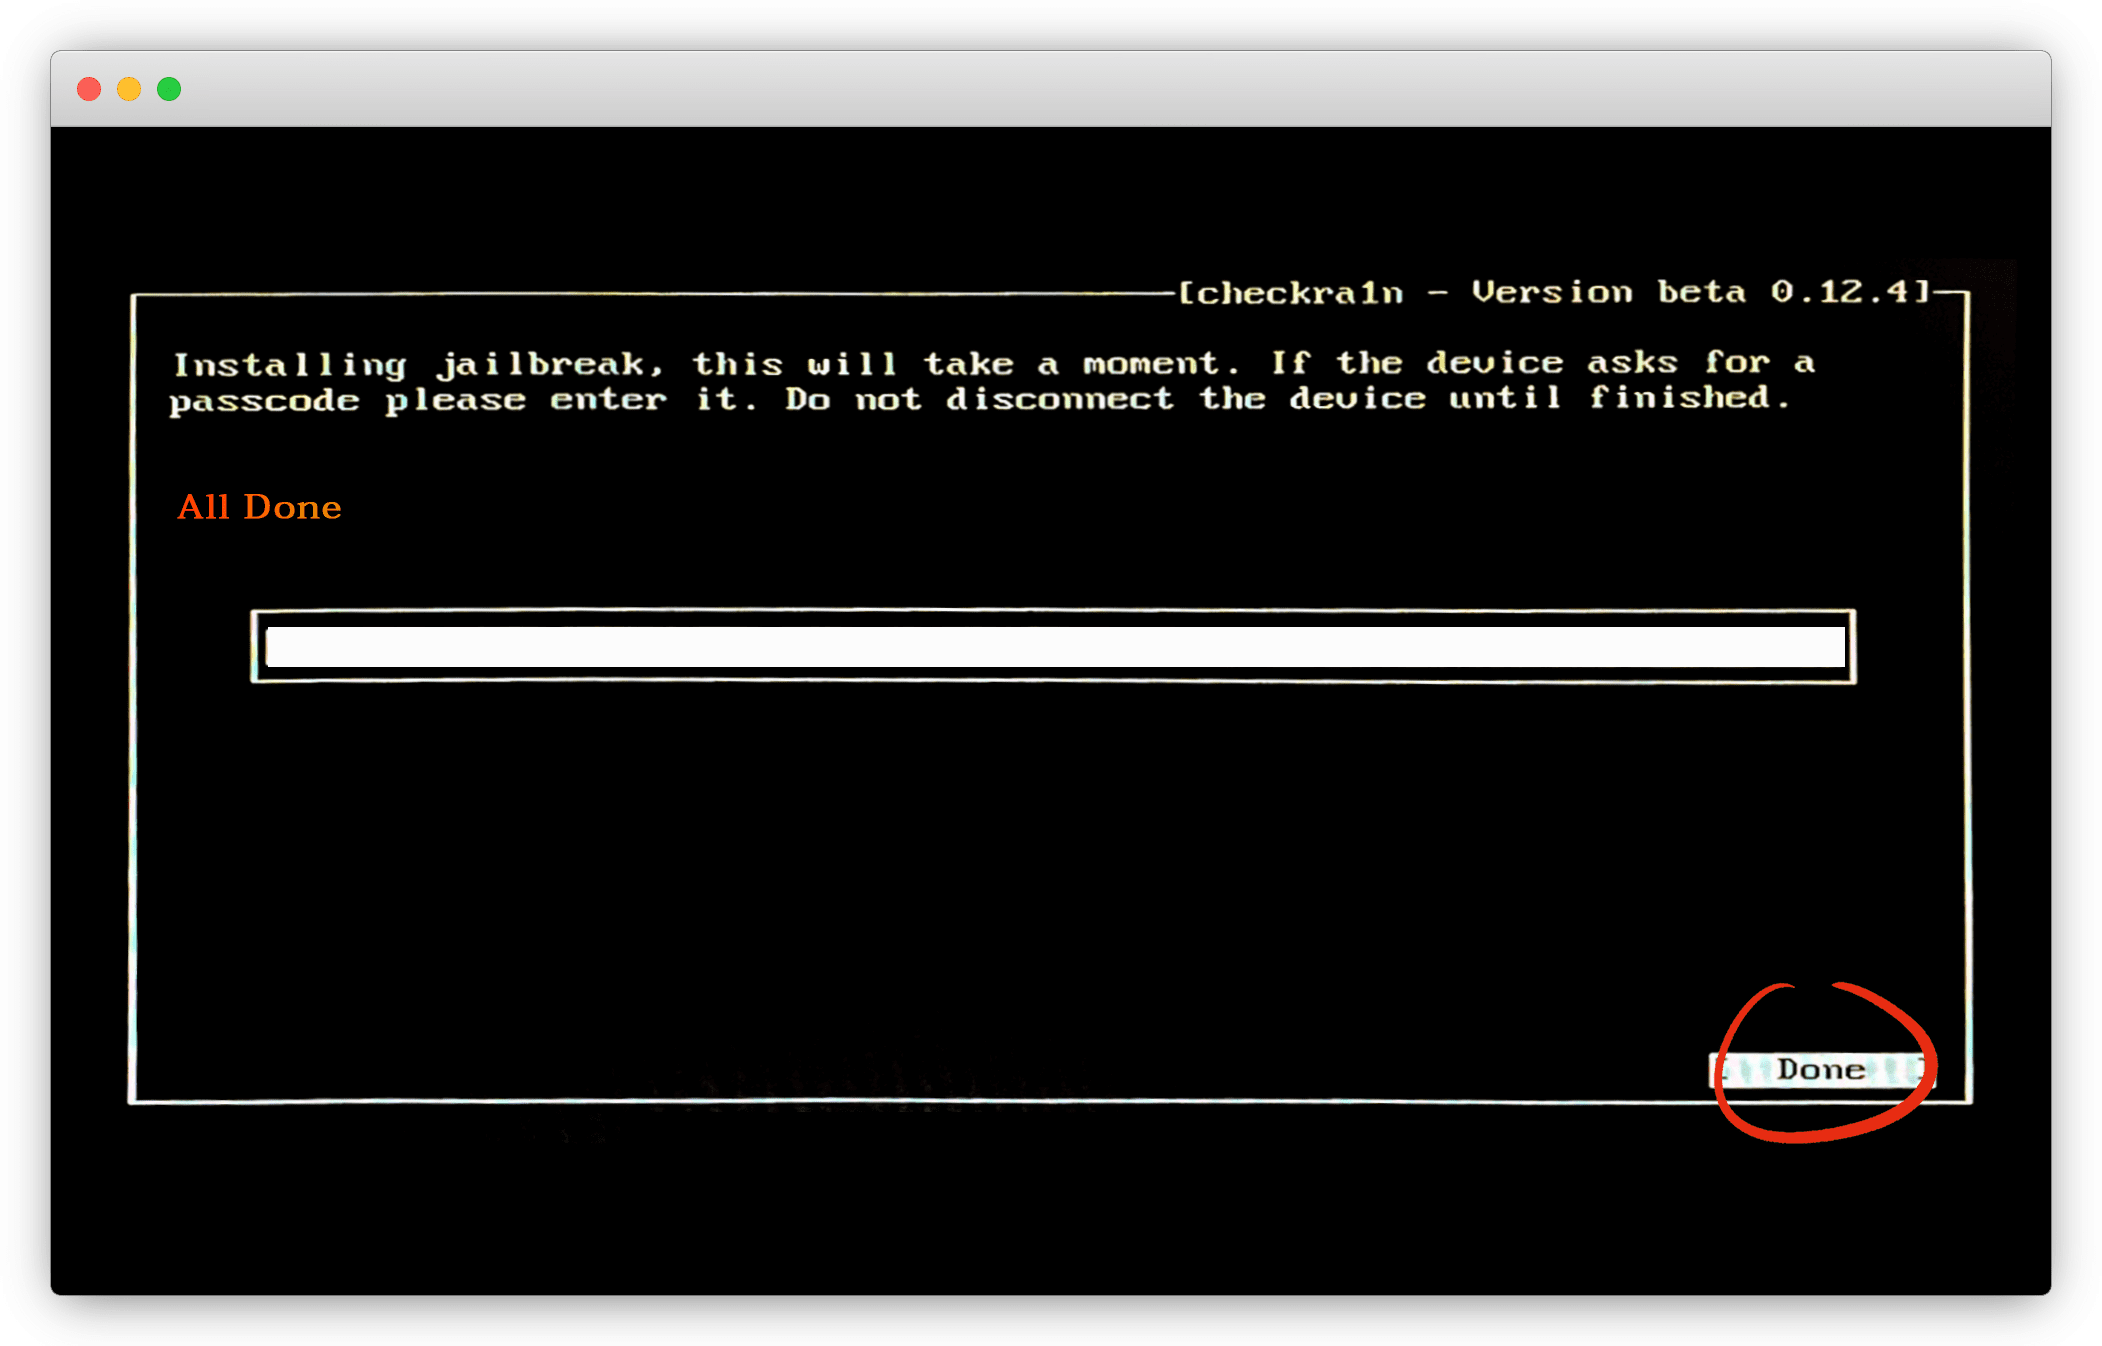 [checkra1n - Version beta 0.12.4]
Installing jailbreak, this will take a moment. If the device asks for a
passcode please enter it. Do not disconnect the device until finished.
All Done
[ Done ]